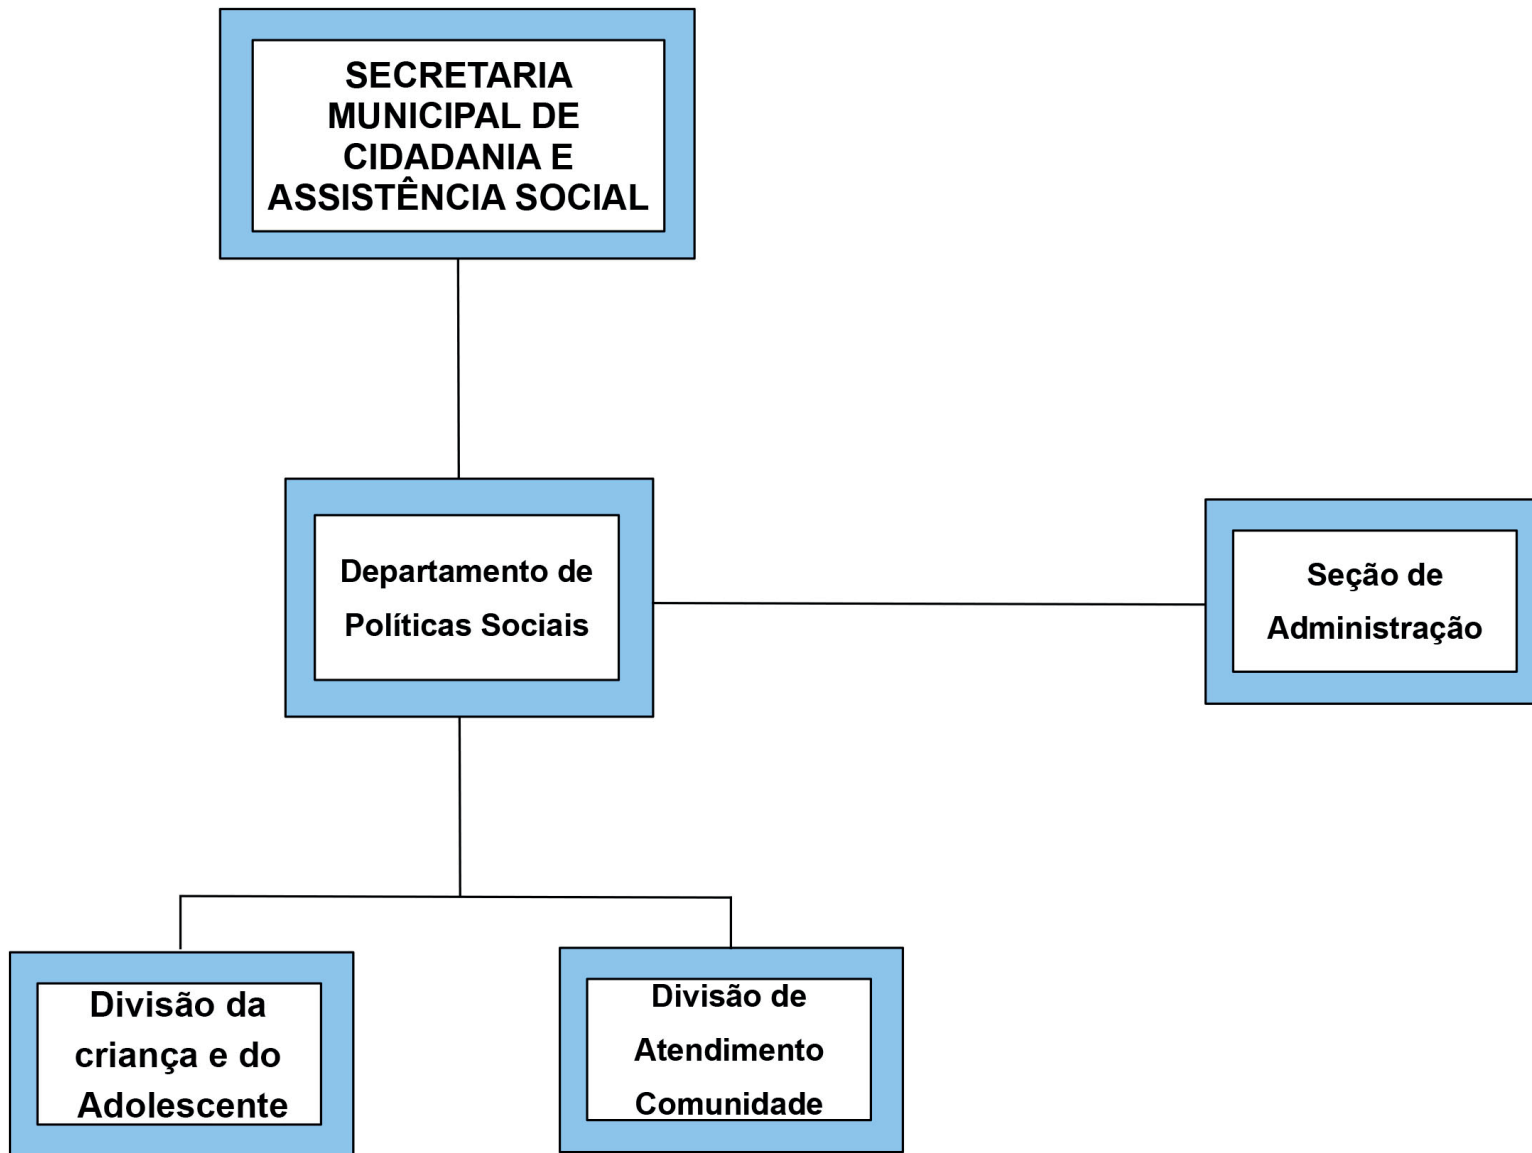 SECRETARIA
MUNICIPAL DE
CIDADANIA E
ASSISTÊNCIA SOCIAL
Departamento de
Políticas Sociais
Seção de
Administração
Divisão da
criança e do
Adolescente
Divisão de
Atendimento
Comunidade